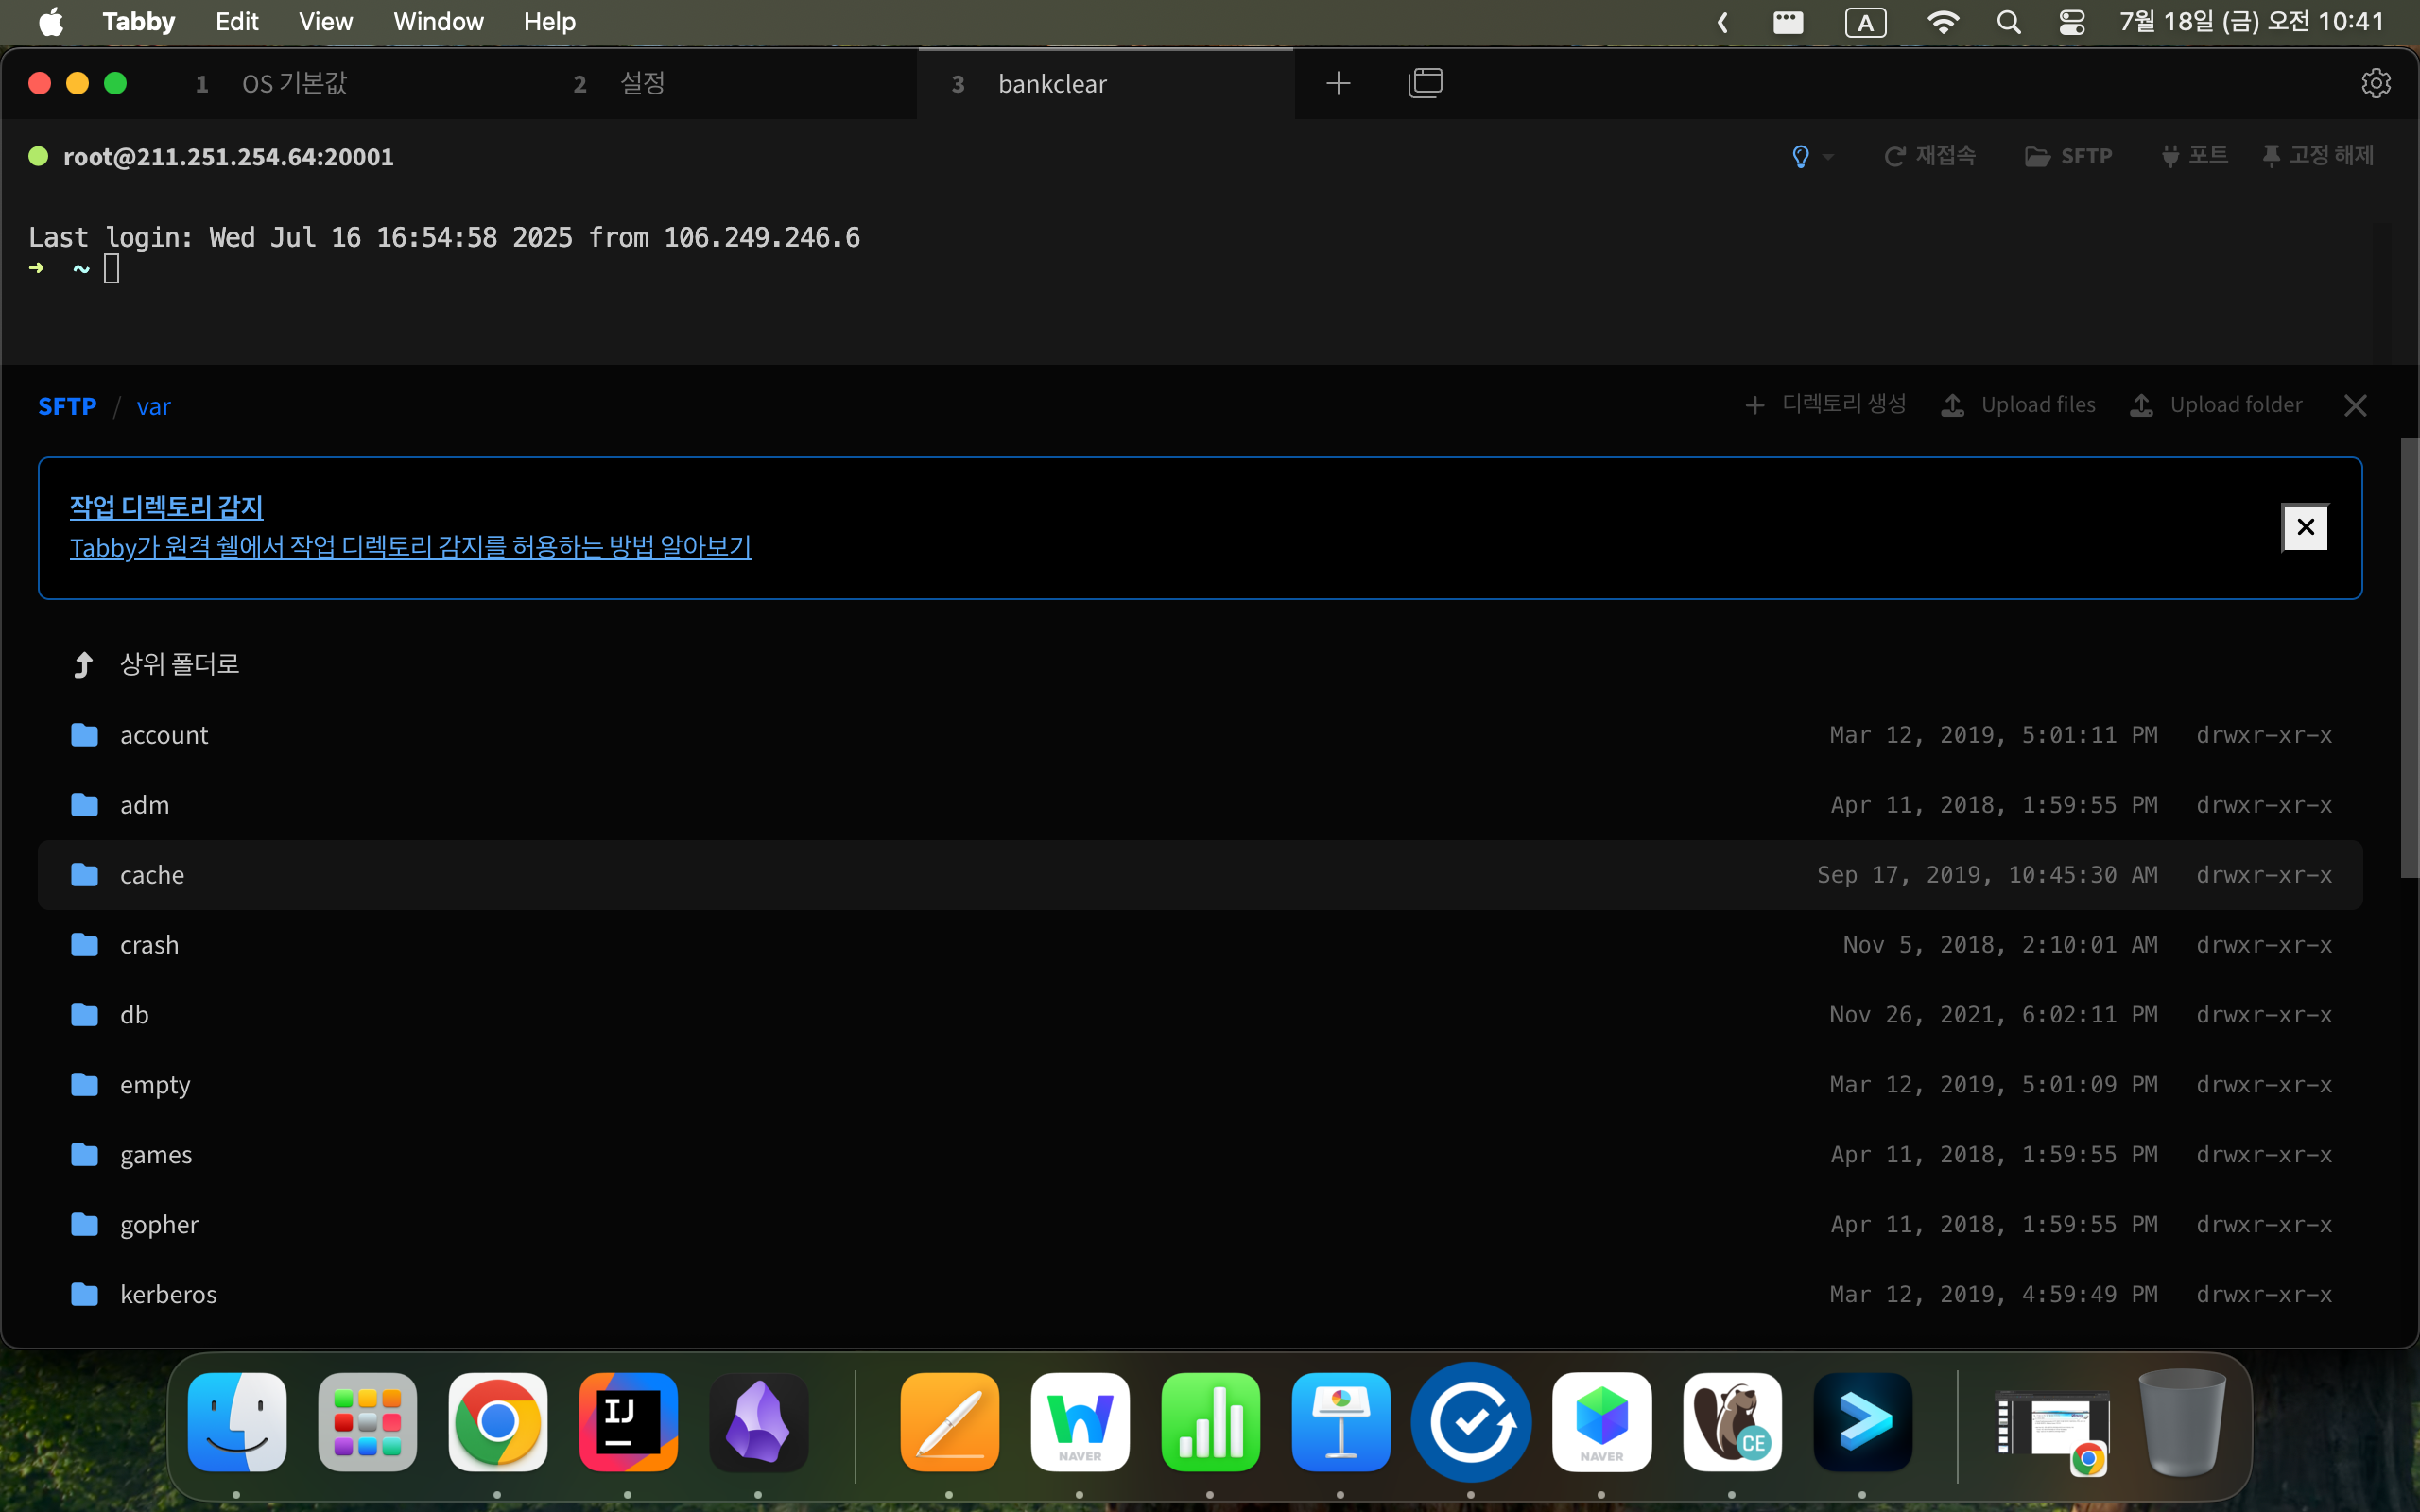 Tabby Edit View Window Help A 7월 18일 (금) 오전 10:41
1 OS 기본값 2 설정 3 bankclear
root@211.251.254.64:20001 재접속 SFTP 포트 고정 해제
Last login: Wed Jul 16 16:54:58 2025 from 106.249.246.6
➜ ~
SFTP / var + 디렉토리 생성 Upload files Upload folder
작업 디렉토리 감지
Tabby가 원격 쉘에서 작업 디렉토리 감지를 허용하는 방법 알아보기
상위 폴더로
account Mar 12, 2019, 5:01:11 PM drwxr-xr-x
adm Apr 11, 2018, 1:59:55 PM drwxr-xr-x
cache Sep 17, 2019, 10:45:30 AM drwxr-xr-x
crash Nov 5, 2018, 2:10:01 AM drwxr-xr-x
db Nov 26, 2021, 6:02:11 PM drwxr-xr-x
empty Mar 12, 2019, 5:01:09 PM drwxr-xr-x
games Apr 11, 2018, 1:59:55 PM drwxr-xr-x
gopher Apr 11, 2018, 1:59:55 PM drwxr-xr-x
kerberos Mar 12, 2019, 4:59:49 PM drwxr-xr-x
IJ NAVER NAVER CE